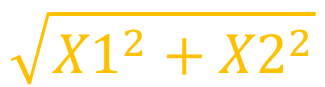 √X1² + X2²